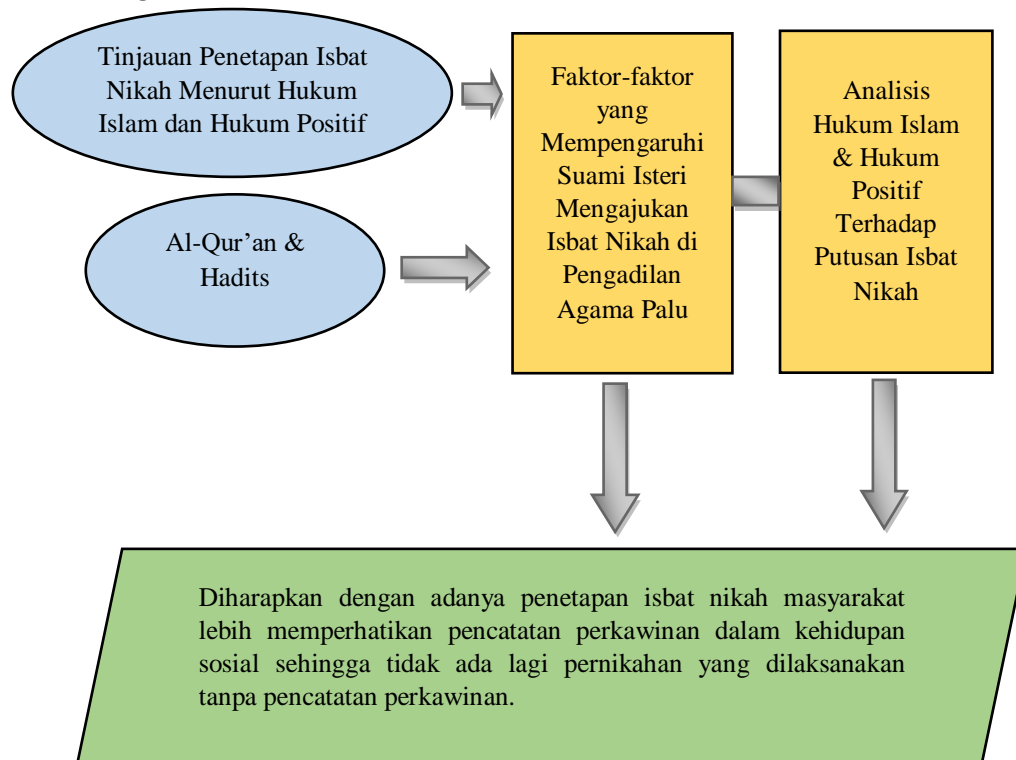 Tinjauan Penetapan Isbat
Nikah Menurut Hukum
Islam dan Hukum Positif
Al-Qur’an &
Hadits
Faktor-faktor
yang
Mempengaruhi
Suami Isteri
Mengajukan
Isbat Nikah di
Pengadilan
Agama Palu
Analisis
Hukum Islam
& Hukum
Positif
Terhadap
Putusan Isbat
Nikah
Diharapkan dengan adanya penetapan isbat nikah masyarakat
lebih memperhatikan pencatatan perkawinan dalam kehidupan
sosial sehingga tidak ada lagi pernikahan yang dilaksanakan
tanpa pencatatan perkawinan.